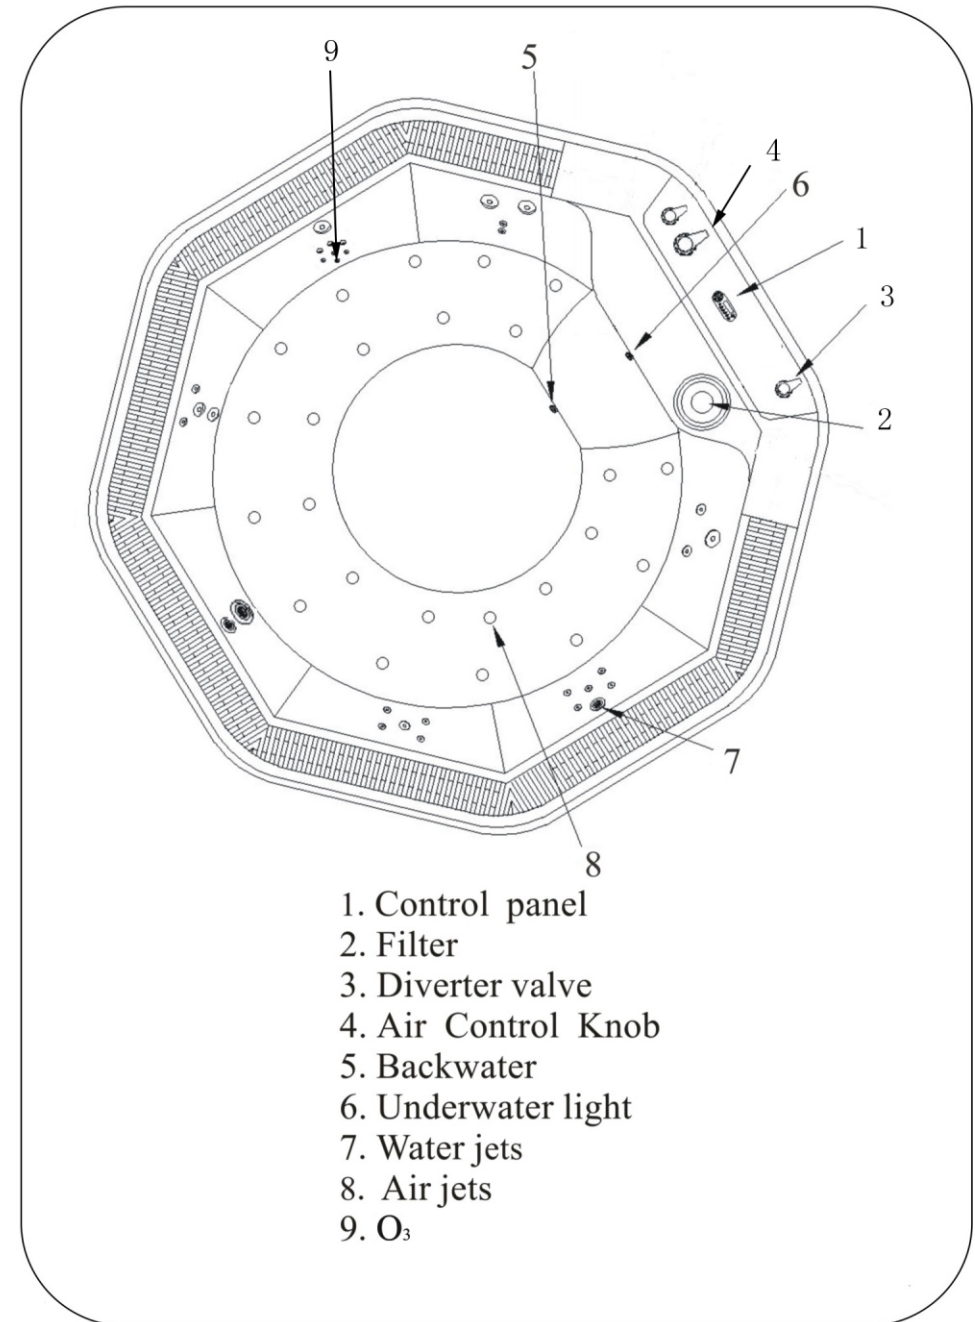 9
5
4
6
1
3
2
7
8
1. Control panel
2. Filter
3. Diverter valve
4. Air Control Knob
5. Backwater
6. Underwater light
7. Water jets
8. Air jets
9. O₃